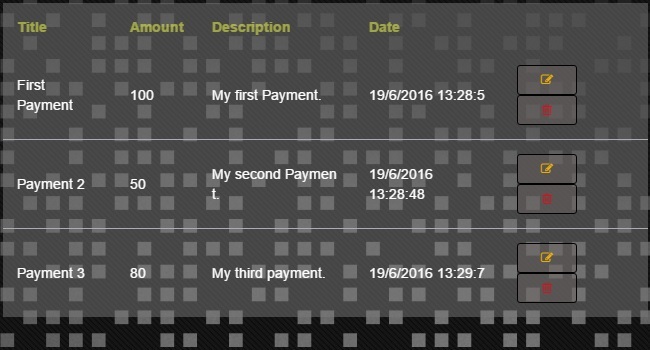 Title Amount Description Date
First
Payment 100 My first Payment. 19/6/2016 13:28:5
Payment 2 50 My second Paymen
t. 19/6/2016
13:28:48
Payment 3 80 My third payment. 19/6/2016 13:29:7